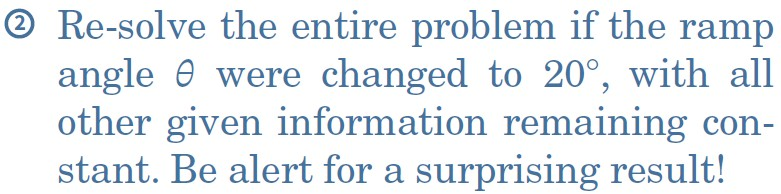 ② Re-solve the entire problem if the ramp
angle θ were changed to 20°, with all
other given information remaining con-
stant. Be alert for a surprising result!